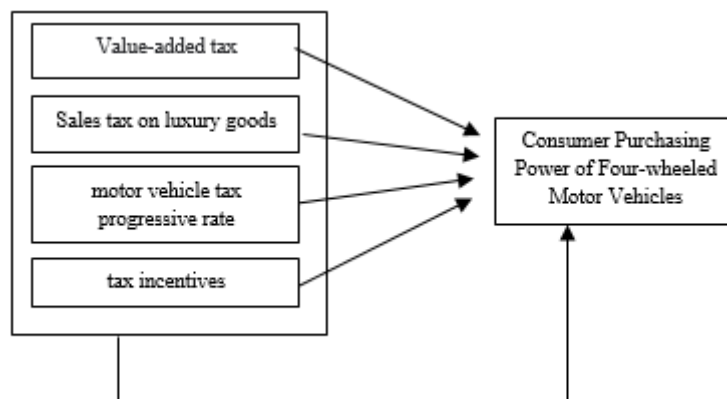 Value-added tax
Sales tax on luxury goods
motor vehicle tax
progressive rate
tax incentives
Consumer Purchasing
Power of Four-wheeled
Motor Vehicles